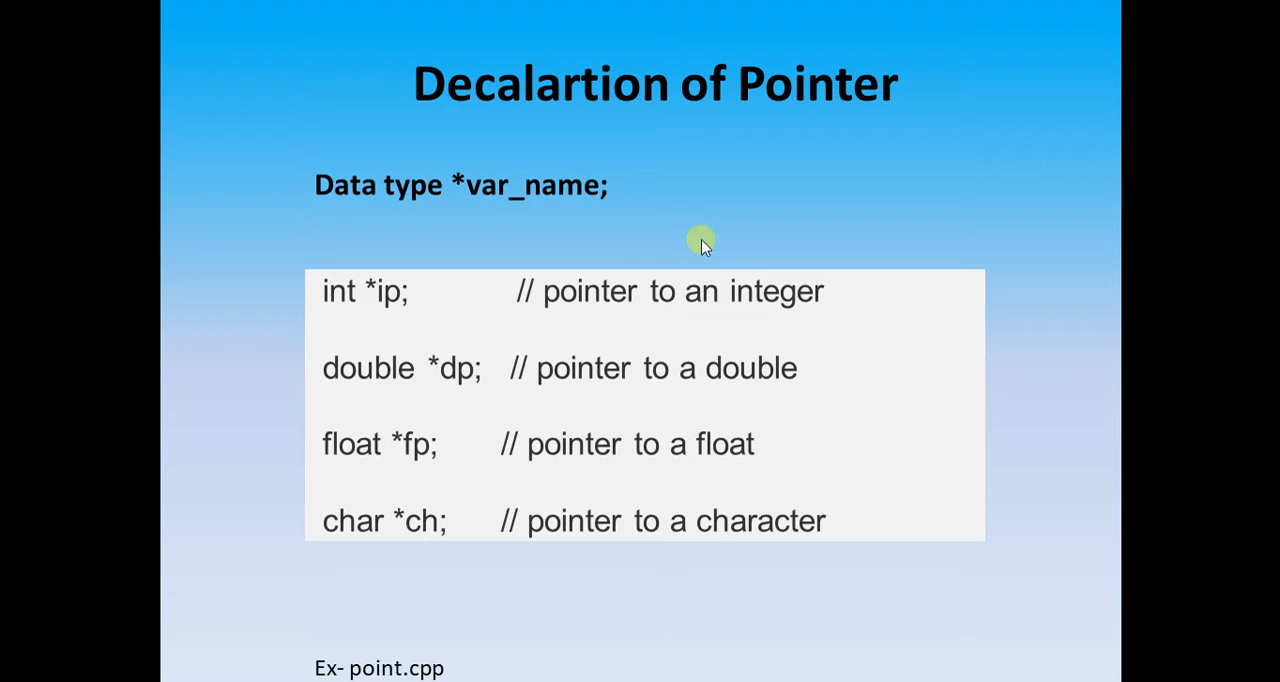 Decalartion of Pointer
Data type *var_name;
int *ip; // pointer to an integer
double *dp; // pointer to a double
float *fp; // pointer to a float
char *ch; // pointer to a character
Ex- point.cpp